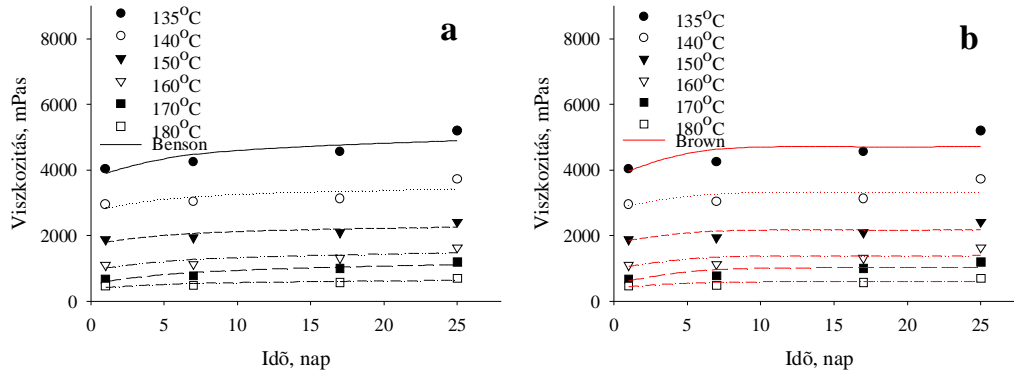 135°C
140°C
150°C
160°C
170°C
180°C
Benson
a
8000
6000
4000
2000
0
Viszkozitás, mPas
0 5 10 15 20 25
Idõ, nap
135°C
140°C
150°C
160°C
170°C
180°C
Brown
b
8000
6000
4000
2000
0
Viszkozitás, mPas
0 5 10 15 20 25
Idõ, nap